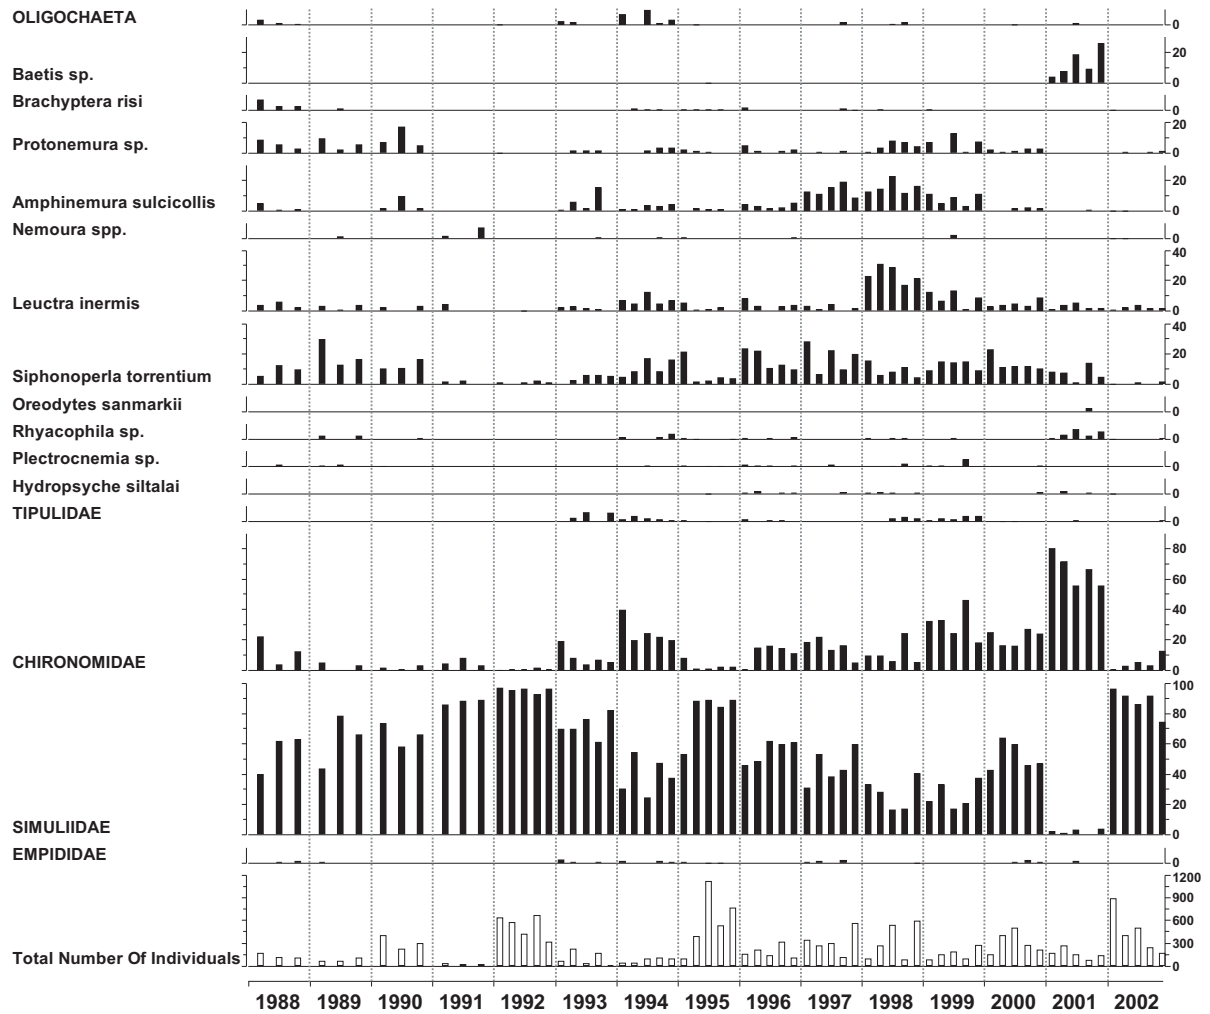 OLIGOCHAETA
0
20
Baetis sp.
0
Brachyptera risi
0
20
Protonemura sp.
0
20
Amphinemura sulcicollis
0
Nemoura spp.
0
40
20
Leuctra inermis
0
40
20
Siphonoperla torrentium
0
Oreodytes sanmarkii
0
Rhyacophila sp.
0
Plectrocnemia sp.
0
Hydropsyche siltalai
0
TIPULIDAE
0
80
60
40
20
CHIRONOMIDAE
0
100
80
60
40
20
SIMULIIDAE
0
EMPIDIDAE
0
1200
900
600
300
Total Number Of Individuals
0
1988 1989 1990 1991 1992 1993 1994 1995 1996 1997 1998 1999 2000 2001 2002